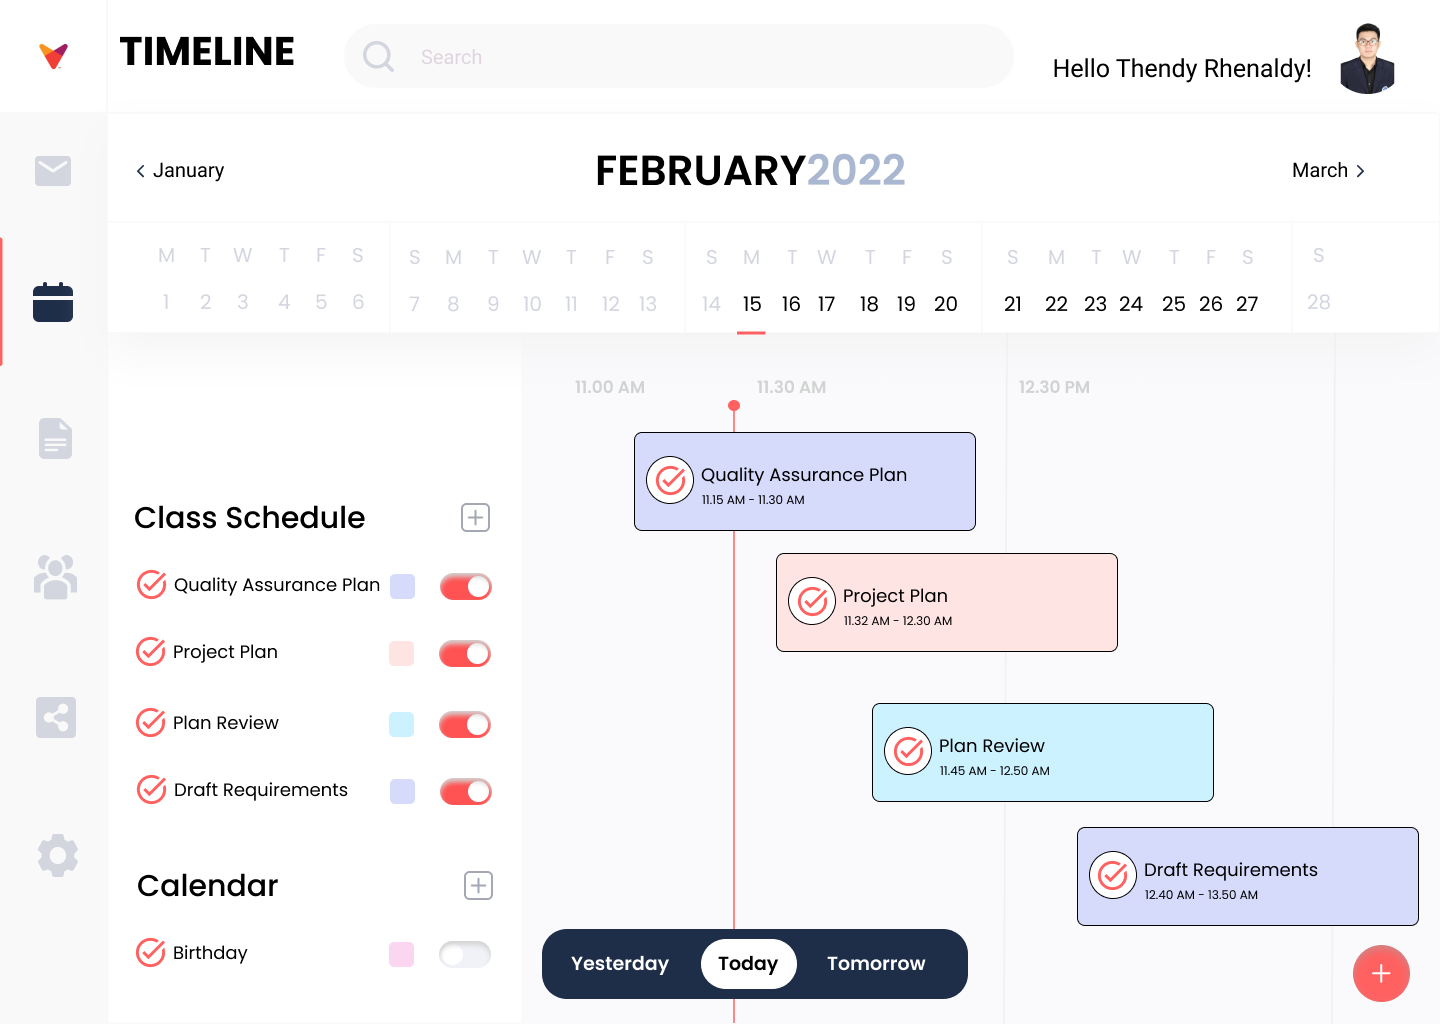 TIMELINE
Search
Hello Thendy Rhenaldy!
January
FEBRUARY2022
March
M T W T F S S M T W T F S S M T W T F S S M T W T F S S
1 2 3 4 5 6 7 8 9 10 11 12 13 14 15 16 17 18 19 20 21 22 23 24 25 26 27 28
11.00 AM 11.30 AM 12.30 PM
Quality Assurance Plan
11.15 AM - 11.30 AM
Project Plan
11.32 AM - 12.30 AM
Plan Review
11.45 AM - 12.50 AM
Draft Requirements
12.40 AM - 13.50 AM
Class Schedule
Quality Assurance Plan
Project Plan
Plan Review
Draft Requirements
Calendar
Birthday
Yesterday Today Tomorrow